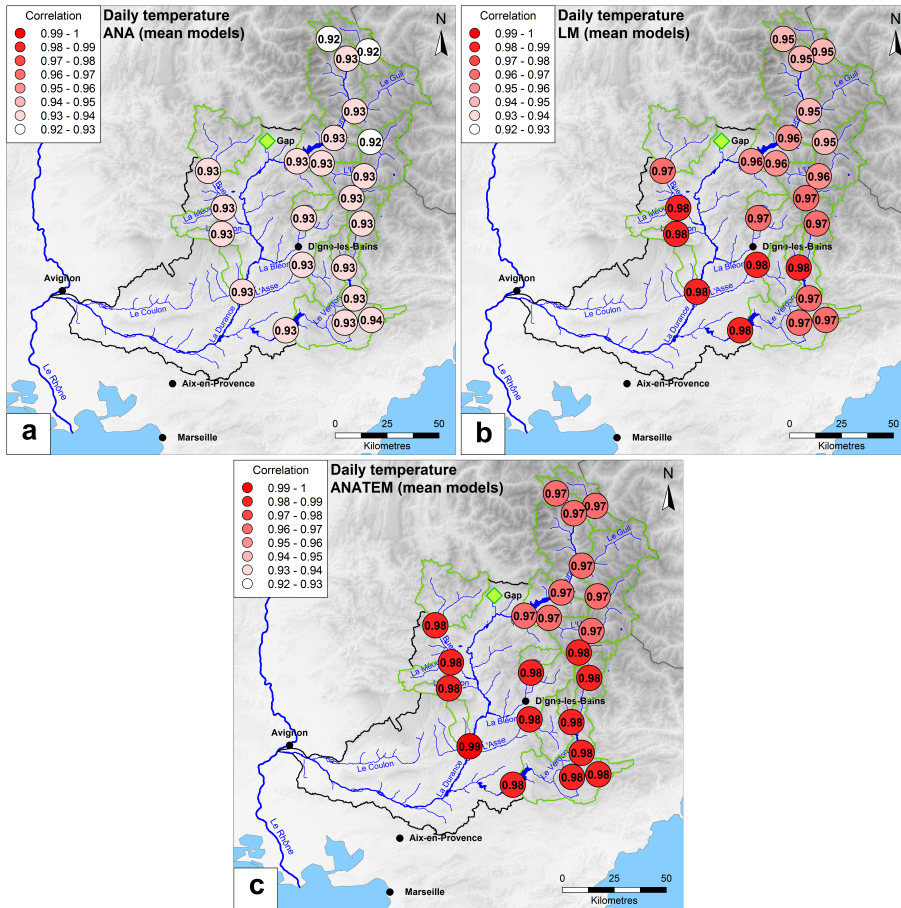 Correlation
0.99 - 1
0.98 - 0.99
0.97 - 0.98
0.96 - 0.97
0.95 - 0.96
0.94 - 0.95
0.93 - 0.94
0.92 - 0.93
Daily temperature
ANA (mean models)
N
0.92
0.92
0.93
Le Guil
0.93
0.93
0.92
Gap
0.93
0.93
0.93
0.93
0.93
0.93
0.93
0.93
0.93
0.93
Digne-les-Bains
La Bléon
0.93
0.93
Avignon
L'Asse
0.93
0.93
Le Coulon
La Durance
Le Verdon
0.93
0.93
0.94
Le Rhône
Aix-en-Provence
Marseille
0 25 50
Kilometres
a
Correlation
0.99 - 1
0.98 - 0.99
0.97 - 0.98
0.96 - 0.97
0.95 - 0.96
0.94 - 0.95
0.93 - 0.94
0.92 - 0.93
Daily temperature
LM (mean models)
N
0.95
0.95
0.95
Le Guil
0.95
0.96
0.95
Gap
0.96
0.96
0.97
0.96
0.97
0.98
0.97
0.97
0.98
Digne-les-Bains
La Bléon
0.98
0.98
Avignon
L'Asse
0.98
0.97
Le Coulon
La Durance
Le Verdon
0.98
0.97
0.97
Le Rhône
Aix-en-Provence
Marseille
0 25 50
Kilometres
b
Correlation
0.99 - 1
0.98 - 0.99
0.97 - 0.98
0.96 - 0.97
0.95 - 0.96
0.94 - 0.95
0.93 - 0.94
0.92 - 0.93
Daily temperature
ANATEM (mean models)
N
0.97
0.97
0.97
Le Guil
0.97
0.97
0.97
Gap
0.97
0.97
0.98
0.97
0.98
0.98
0.98
0.98
0.98
Digne-les-Bains
La Bléon
0.98
0.98
Avignon
L'Asse
0.99
0.98
Le Coulon
La Durance
Le Verdon
0.98
0.98
0.98
Le Rhône
Aix-en-Provence
Marseille
0 25 50
Kilometres
c